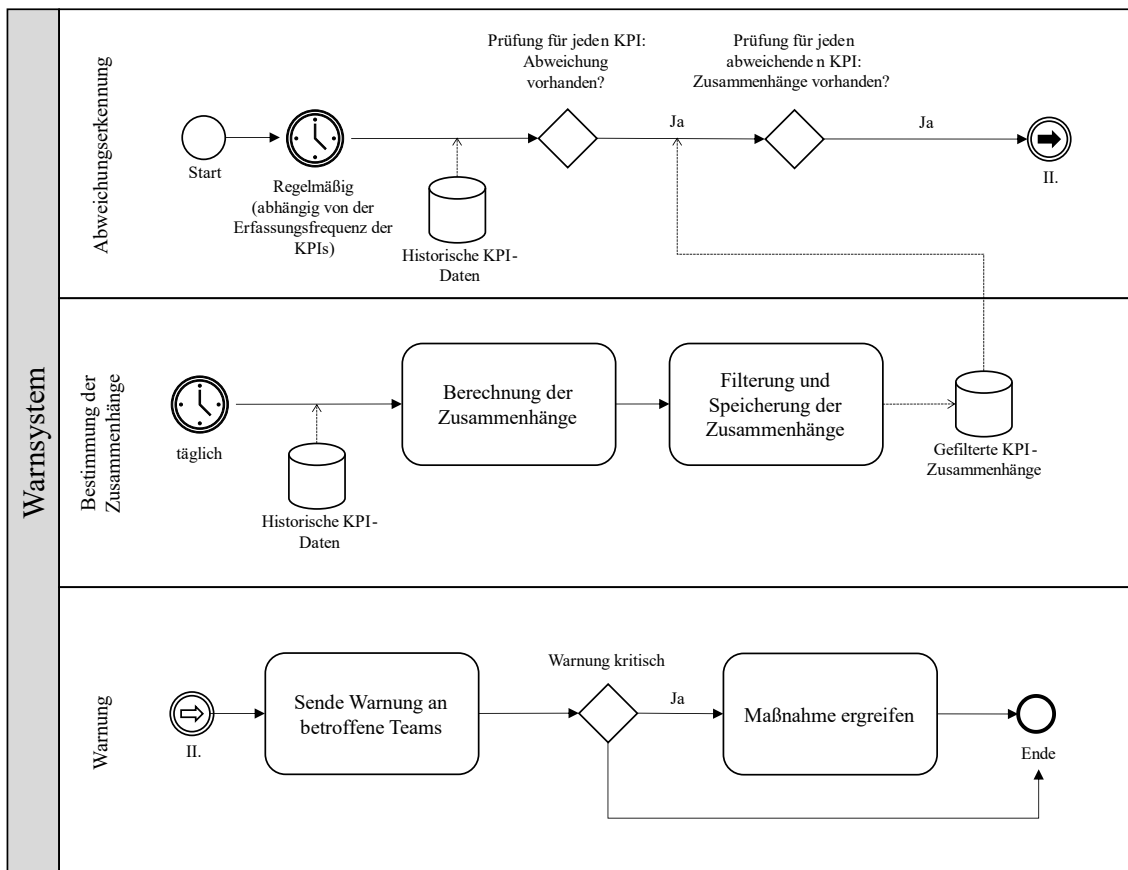 Warnsystem
Abweichungserkennung
Prüfung für jeden KPI:
Abweichung
vorhanden?
Prüfung für jeden
abweichenden KPI:
Zusammenhänge vorhanden?
Ja
Ja
Start
Regelmäßig
(abhängig von der
Erfassungsfrequenz der
KPIs)
Historische KPI-
Daten
II.
Bestimmung der
Zusammenhänge
täglich
Historische KPI-
Daten
Berechnung der
Zusammenhänge
Filterung und
Speicherung der
Zusammenhänge
Gefilterte KPI-
Zusammenhänge
Warnung
II.
Sende Warnung an
betroffene Teams
Warnung kritisch
Ja
Maßnahme ergreifen
Ende